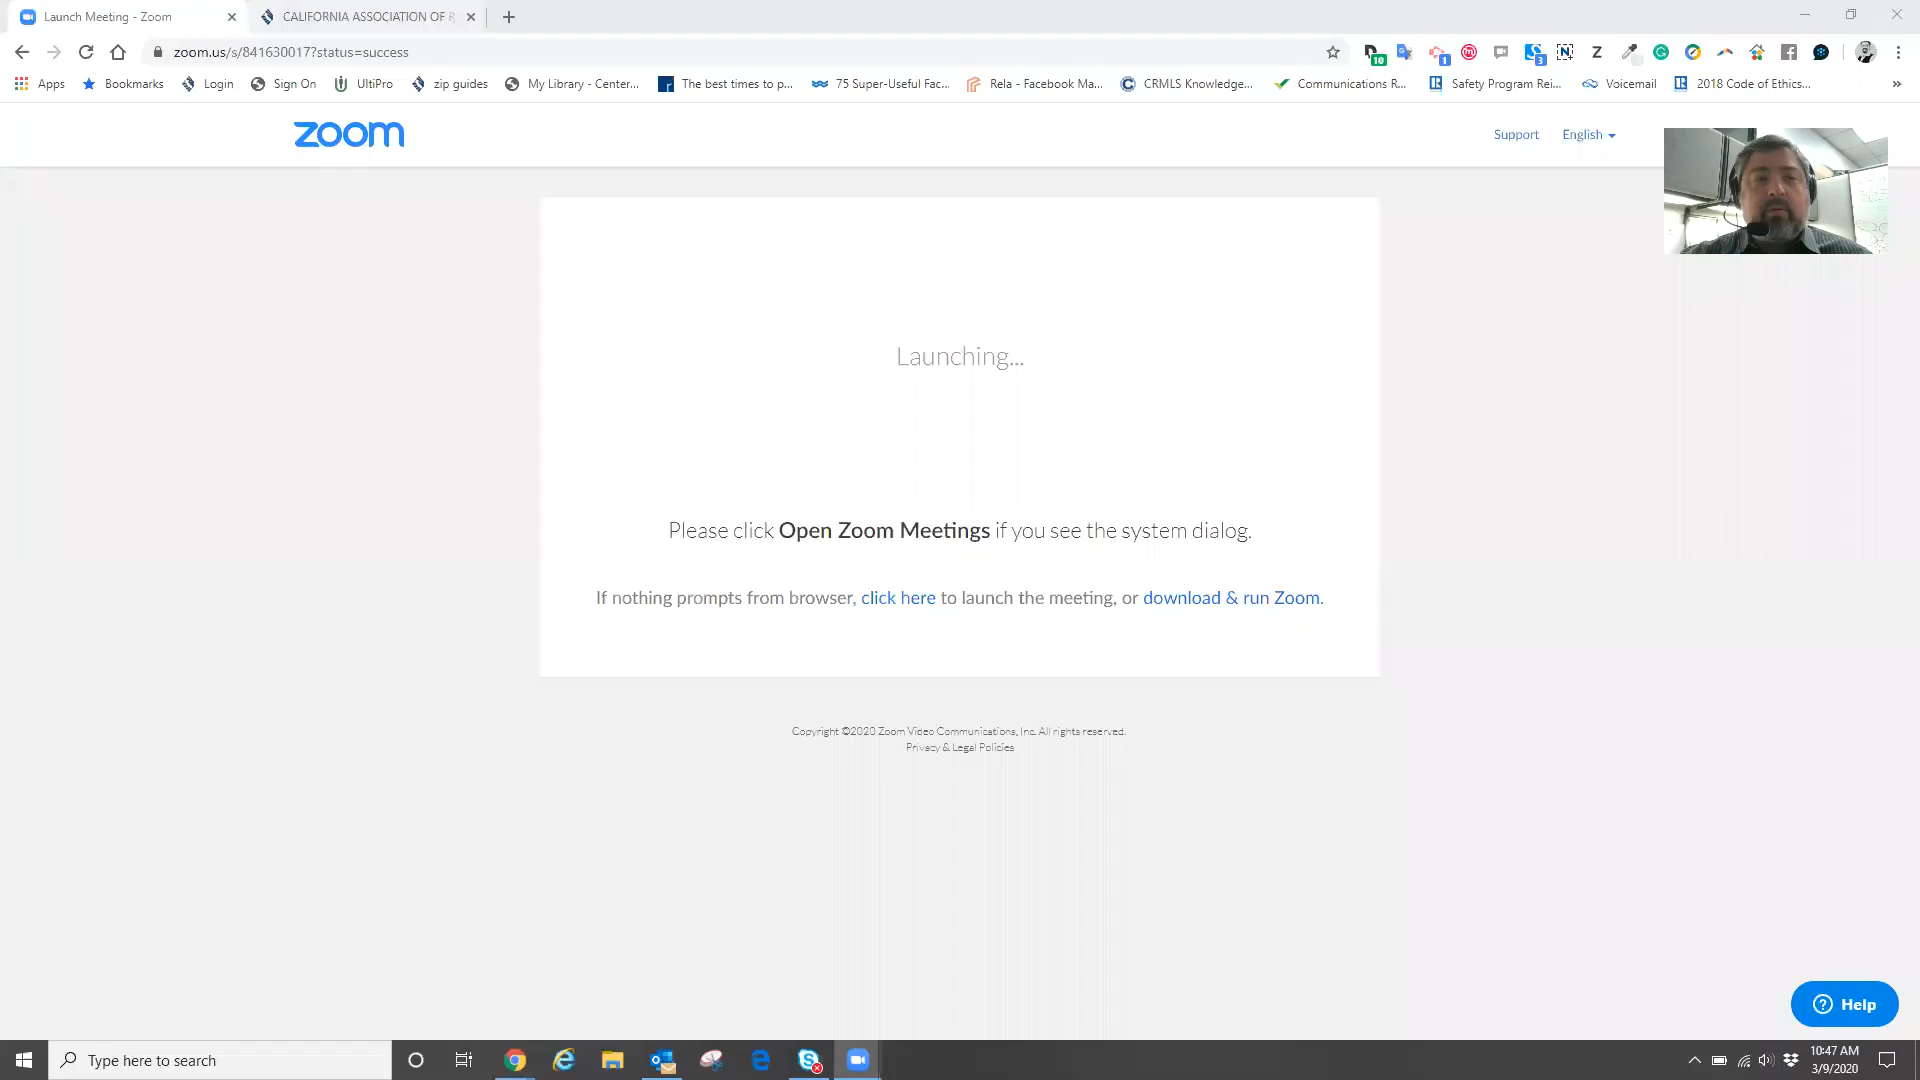 Launch Meeting - Zoom
CALIFORNIA ASSOCIATION OF R
zoom.us/s/841630017?status=success
10
1
3
Apps
Bookmarks
Login
Sign On
UltiPro
zip guides
My Library - Center...
The best times to p...
75 Super-Useful Fac...
Rela - Facebook Ma...
CRMLS Knowledge...
Communications R...
Safety Program Rei...
Voicemail
2018 Code of Ethics...
zoom
Support
English
Launching...
Please click Open Zoom Meetings if you see the system dialog.
If nothing prompts from browser, click here to launch the meeting, or download & run Zoom.
Copyright ©2020 Zoom Video Communications, Inc. All rights reserved.
Privacy & Legal Policies
Help
Type here to search
10:47 AM
3/9/2020